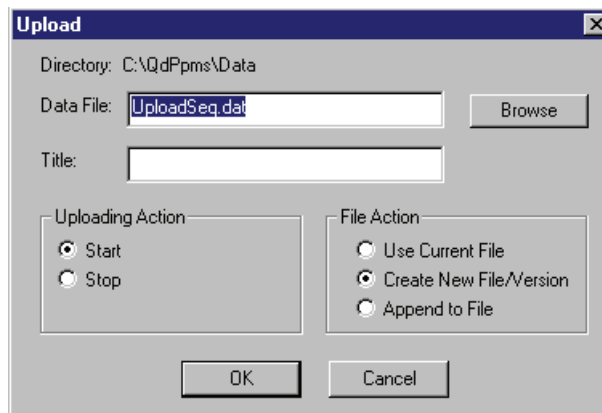 Upload
Directory: C:\QdPpms\Data
Data File: UploadSeq.dat Browse
Title:
Uploading Action File Action
Start Use Current File
Stop Create New File/Version
Append to File
OK Cancel